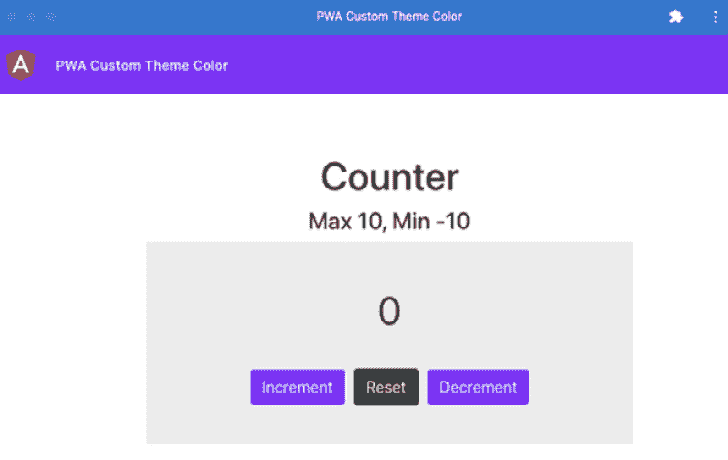 PWA Custom Theme Color
A
PWA Custom Theme Color
Counter
Max 10, Min -10
0
Increment Reset Decrement